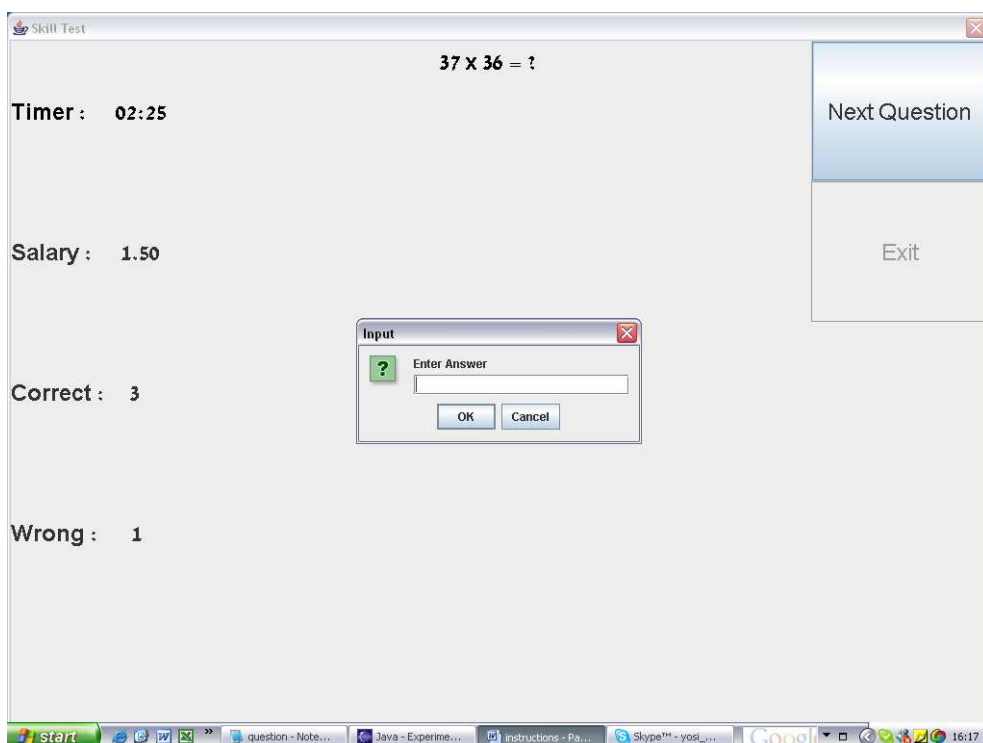 Skill Test
37 X 36 = ?
Timer : 02:25
Next Question
Salary : 1.50
Exit
Input
?
Enter Answer
OK Cancel
Correct : 3
Wrong : 1
start W X » question - Note... Java - Experime... instructions - Pa... Skype™ - yosi_... Googl 16:17